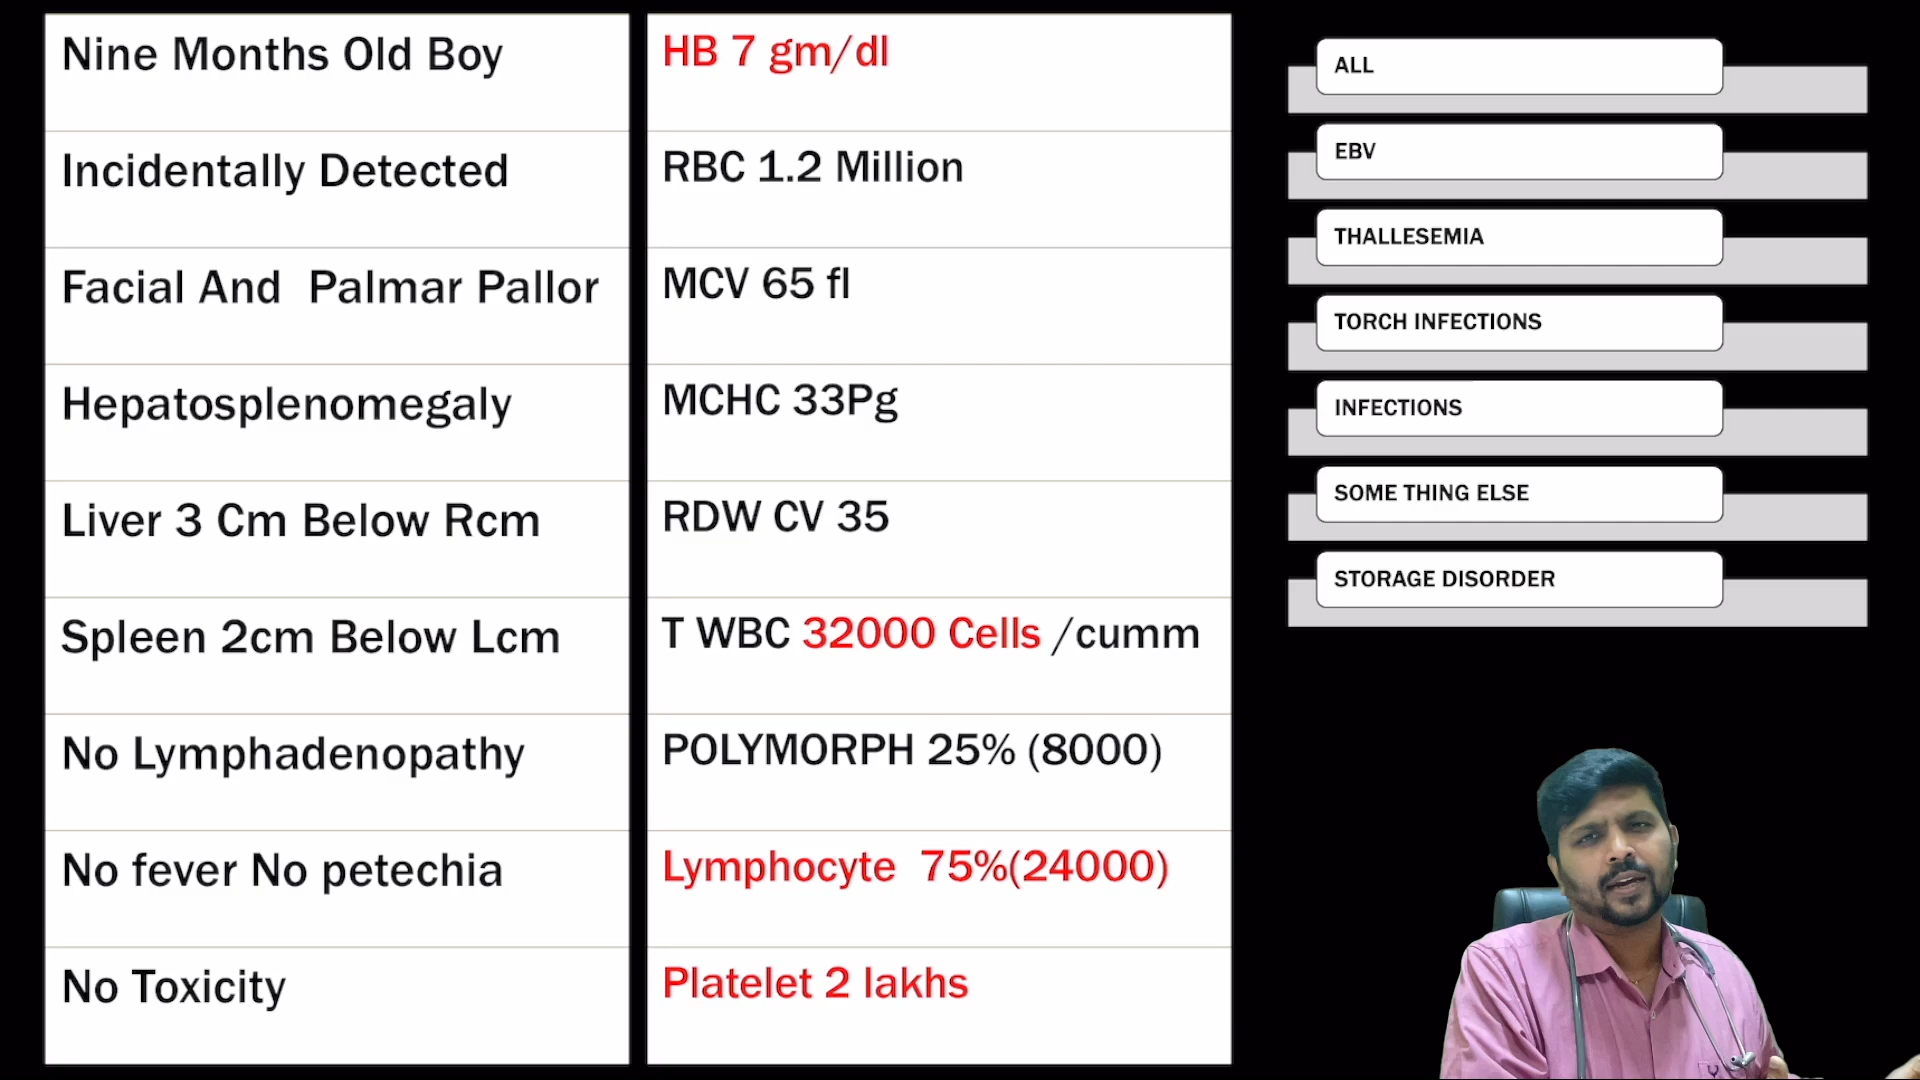 Nine Months Old Boy
Incidentally Detected
Facial And Palmar Pallor
Hepatosplenomegaly
Liver 3 Cm Below Rcm
Spleen 2cm Below Lcm
No Lymphadenopathy
No fever No petechia
No Toxicity
HB 7 gm/dl
RBC 1.2 Million
MCV 65 fl
MCHC 33Pg
RDW CV 35
T WBC 32000 Cells /cumm
POLYMORPH 25% (8000)
Lymphocyte 75%(24000)
Platelet 2 lakhs
ALL
EBV
THALLESEMIA
TORCH INFECTIONS
INFECTIONS
SOME THING ELSE
STORAGE DISORDER